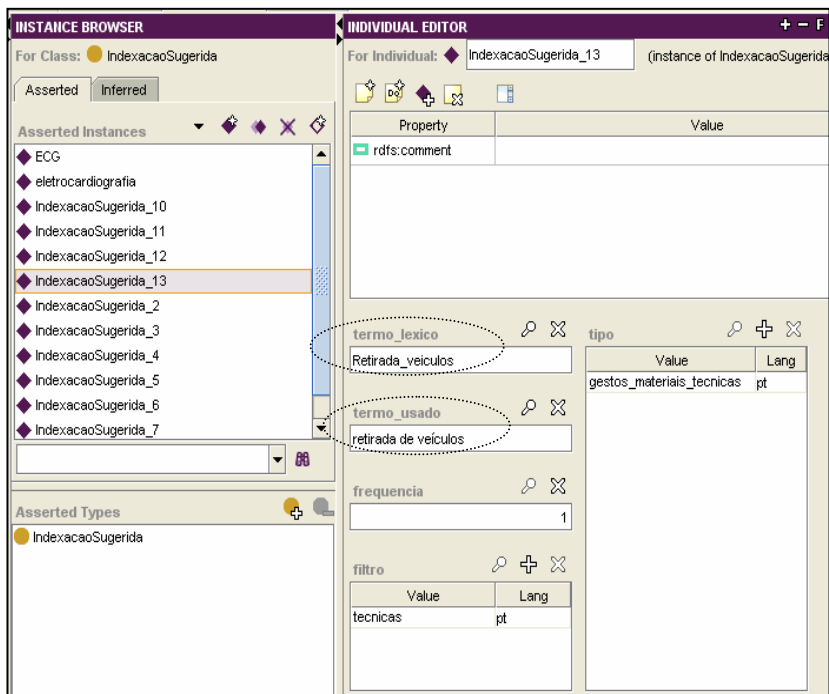 INSTANCE BROWSER
For Class: IndexacaoSugerida
Asserted Inferred
Asserted Instances
ECG
eletrocardiografia
IndexacaoSugerida_10
IndexacaoSugerida_11
IndexacaoSugerida_12
IndexacaoSugerida_13
IndexacaoSugerida_2
IndexacaoSugerida_3
IndexacaoSugerida_4
IndexacaoSugerida_5
IndexacaoSugerida_6
IndexacaoSugerida_7
Asserted Types
IndexacaoSugerida
INDIVIDUAL EDITOR + − F
For Individual: IndexacaoSugerida_13 (instance of IndexacaoSugerida
Property Value
rdfs:comment
termo_lexico
Retirada_veiculos
termo_usado
retirada de veículos
frequencia
1
filtro
Value Lang
tecnicas pt
tipo
Value Lang
gestos_materiais_tecnicas pt